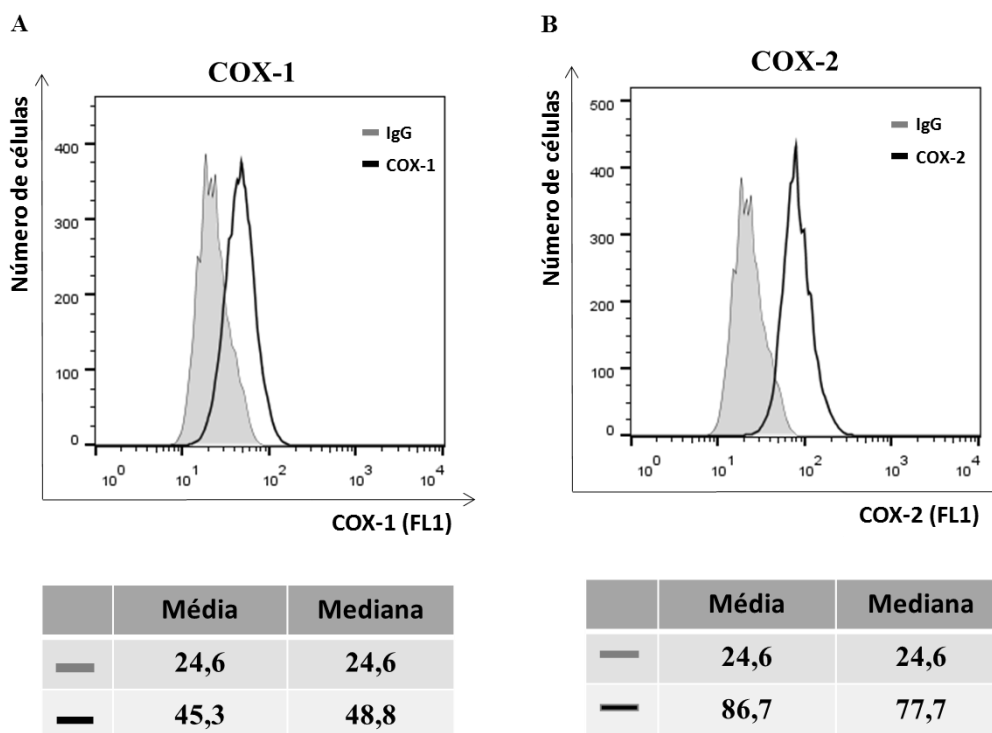 A
COX-1
Número de células
IgG
COX-1
400
300
200
100
0
10^0 10^1 10^2 10^3 10^4
COX-1 (FL1)
Média Mediana
24,6 24,6
45,3 48,8
B
COX-2
Número de células
IgG
COX-2
500
400
300
200
100
0
10^0 10^1 10^2 10^3 10^4
COX-2 (FL1)
Média Mediana
24,6 24,6
86,7 77,7